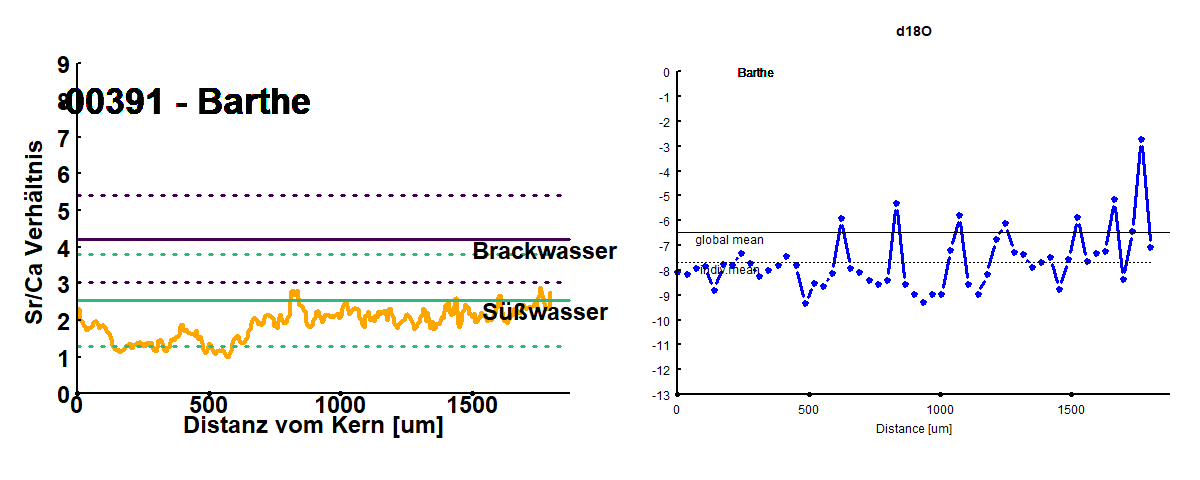 9
00391 - Barthe
8
7
6
5
4
3
2
1
0
Sr/Ca Verhältnis
Brackwasser
Süßwasser
0 500 1000 1500
Distanz vom Kern [um]
d18O
Barthe
0
-1
-2
-3
-4
-5
-6
-7
-8
-9
-10
-11
-12
-13
global mean
indiv.mean
0 500 1000 1500
Distance [um]